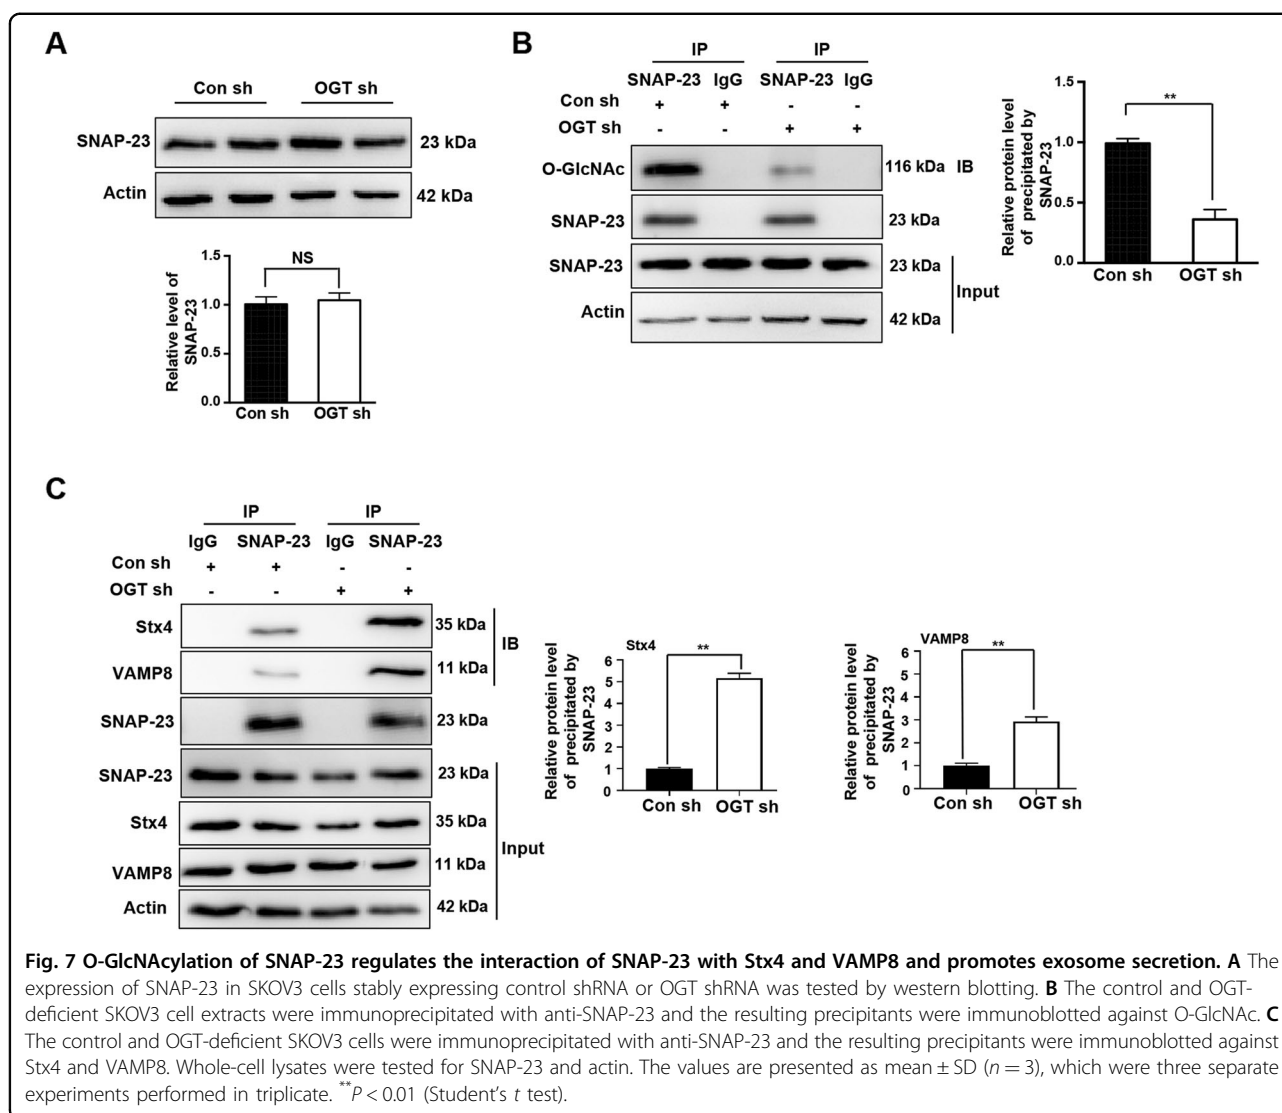 A
Con sh OGT sh
SNAP-23 23 kDa
Actin 42 kDa
Relative level of
SNAP-23
1.5
1.0
0.5
0.0
NS
Con sh OGT sh
B
IP IP
SNAP-23 IgG SNAP-23 IgG
Con sh + + - -
OGT sh - - + +
O-GlcNAc 116 kDa IB
SNAP-23 23 kDa
SNAP-23 23 kDa
Input
Actin 42 kDa
Relative protein level
of precipitated by
SNAP-23
1.5
1.0
0.5
0.0
**
Con sh OGT sh
C
IP IP
IgG SNAP-23 IgG SNAP-23
Con sh + + - -
OGT sh - - + +
Stx4 35 kDa
IB
VAMP8 11 kDa
SNAP-23 23 kDa
SNAP-23 23 kDa
Stx4 35 kDa
Input
VAMP8 11 kDa
Actin 42 kDa
Relative protein level
of precipitated by
SNAP-23
Stx4
6
5
4
3
2
1
0
**
Con sh OGT sh
Relative protein level
of precipitated by
SNAP-23
VAMP8
6
5
4
3
2
1
0
**
Con sh OGT sh
Fig. 7 O-GlcNAcylation of SNAP-23 regulates the interaction of SNAP-23 with Stx4 and VAMP8 and promotes exosome secretion. A The
expression of SNAP-23 in SKOV3 cells stably expressing control shRNA or OGT shRNA was tested by western blotting. B The control and OGT-
deficient SKOV3 cell extracts were immunoprecipitated with anti-SNAP-23 and the resulting precipitants were immunoblotted against O-GlcNAc. C
The control and OGT-deficient SKOV3 cells were immunoprecipitated with anti-SNAP-23 and the resulting precipitants were immunoblotted against
Stx4 and VAMP8. Whole-cell lysates were tested for SNAP-23 and actin. The values are presented as mean ± SD (n = 3), which were three separate
experiments performed in triplicate. **P < 0.01 (Student's t test).